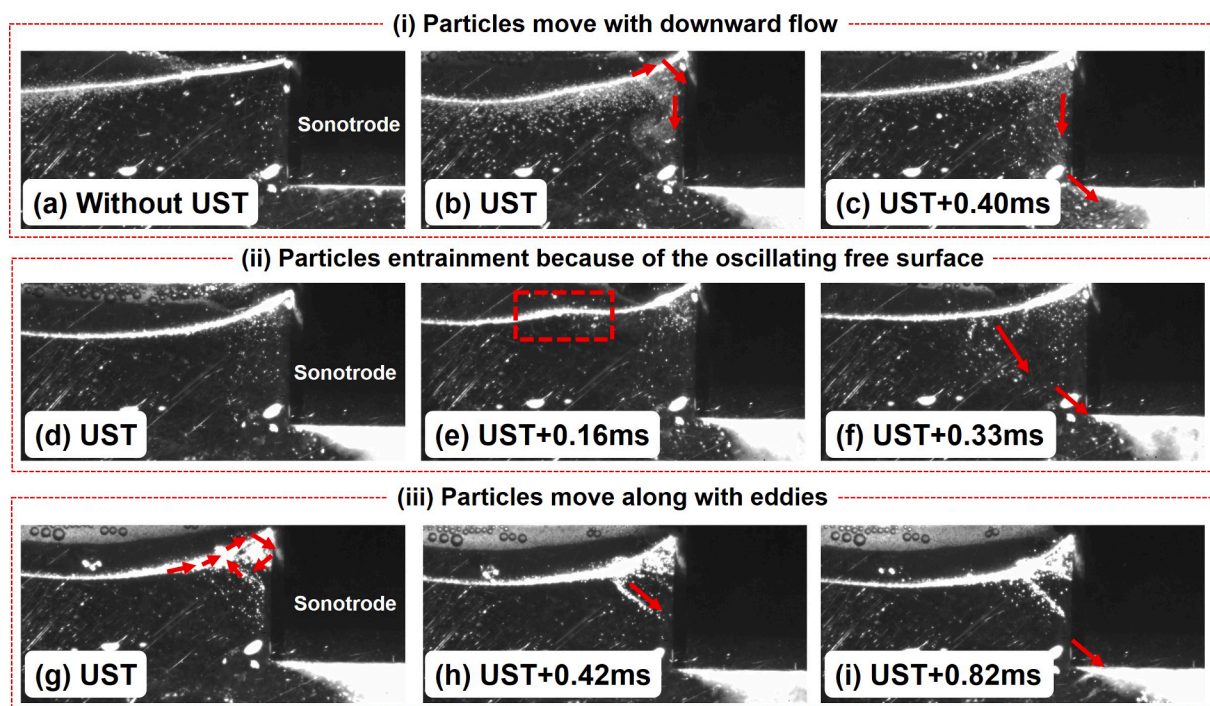 (i) Particles move with downward flow
Sonotrode
(a) Without UST
(b) UST
(c) UST+0.40ms
(ii) Particles entrainment because of the oscillating free surface
Sonotrode
(d) UST
(e) UST+0.16ms
(f) UST+0.33ms
(iii) Particles move along with eddies
Sonotrode
(g) UST
(h) UST+0.42ms
(i) UST+0.82ms